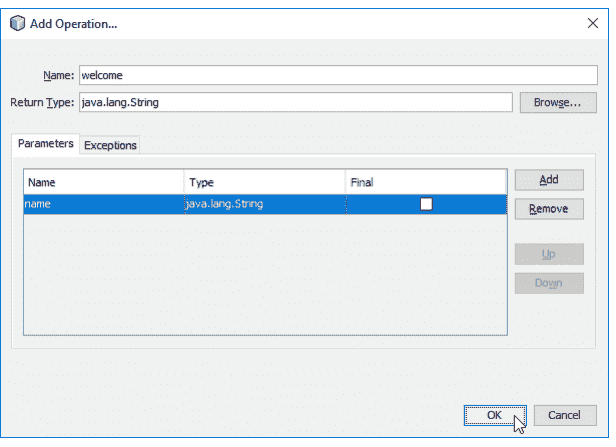 Add Operation...
Name: welcome
Return Type: java.lang.String Browse...
Parameters Exceptions
Name Type Final
name java.lang.String
Add
Remove
Up
Down
OK Cancel